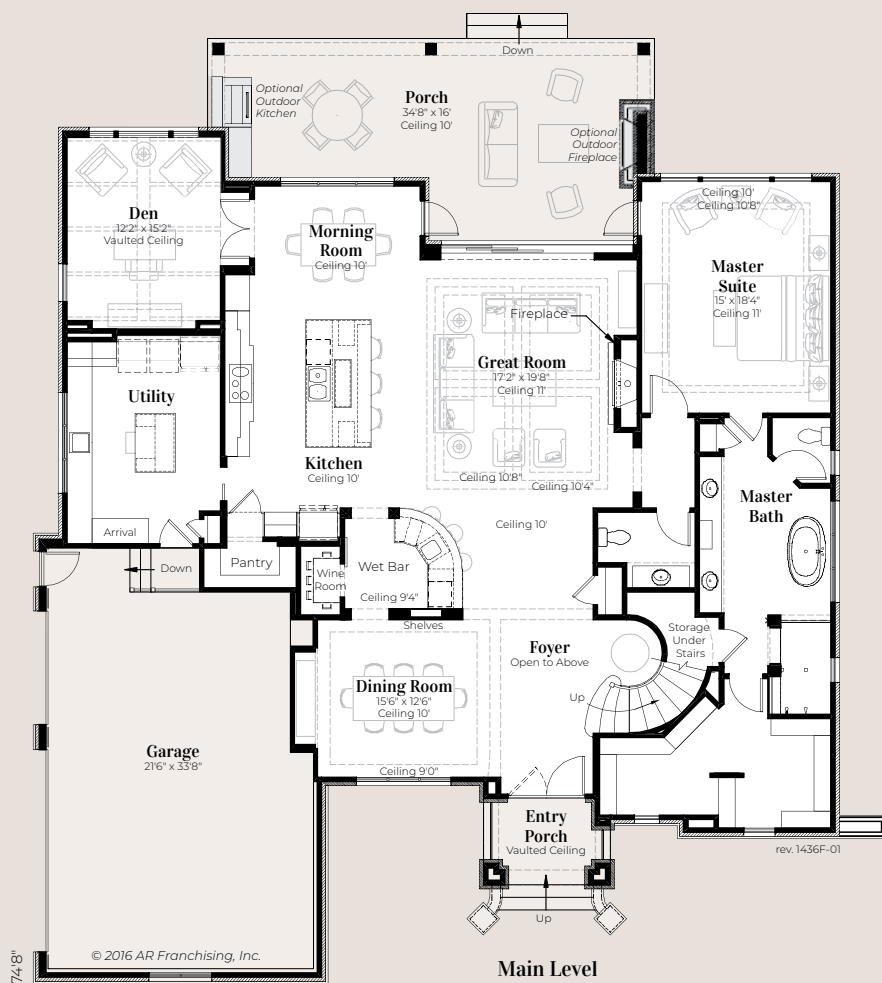 Down
Optional
Outdoor
Kitchen
Porch
34'8" x 16'
Ceiling 10'
Optional
Outdoor
Fireplace
Den
12'2" x 15'2"
Vaulted Ceiling
Morning
Room
Ceiling 10'
Ceiling 10'
Ceiling 10'8"
Master
Suite
15' x 18'4"
Ceiling 11'
Fireplace
Great Room
17'2" x 19'8"
Ceiling 11'
Utility
Kitchen
Ceiling 10'
Ceiling 10'8"
Ceiling 10'4"
Master
Bath
Arrival
Ceiling 10'
Down
Pantry
Wine
Room
Wet Bar
Ceiling 9'4"
Shelves
Storage
Under
Stairs
Foyer
Open to Above
Up
Dining Room
15'6" x 12'6"
Ceiling 10'
Ceiling 9'0"
Garage
21'6" x 33'8"
Entry
Porch
Vaulted Ceiling
rev. 1436F-01
Up
© 2016 AR Franchising, Inc.
74'8"
Main Level